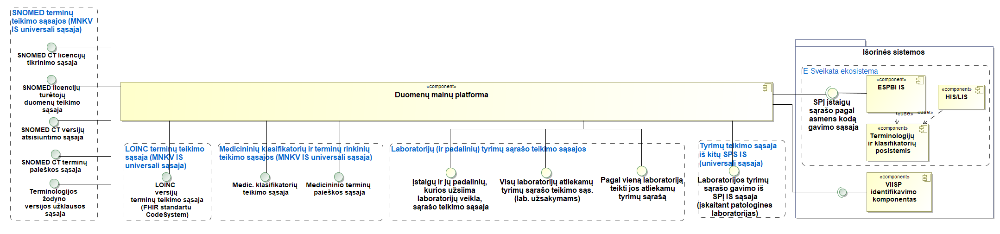 SNOMED terminų
teikimo sąsajos (MNKV
IS universali sąsaja)
SNOMED CT licencijų
tikrinimo sąsaja
SNOMED licencijų
turėtojų
duomenų teikimo
sąsaja
SNOMED CT versijų
atsisiuntimo sąsaja
SNOMED CT terminų
paieškos sąsaja
Terminologijos
žodyno
versijos užklausos
sąsaja
«component»
Duomenų mainų platforma
LOINC terminų teikimo
sąsaja (MNKV IS
universali sąsaja)
LOINC
versijų
terminų teikimo sąsaja
(FHIR standartu
CodeSystem)
Medicininių klasifikatorių ir terminų rinkinių
teikimo sąsajos (MNKV IS universali sąsaja)
Medic. klasifikatorių
teikimo sąsaja
Medicininio terminų
paieškos sąsaja
Laboratorijų (ir padalinių) tyrimų sąrašo teikimo sąsajos
Įstaigų ir jų padalinių,
kurios užsiima
laboratorijų veikla,
sąrašo teikimo sąsaja
Visų laboratorijų atliekamų
tyrimų sąrašo teikimo sąs.
(lab. užsakymams)
Pagal vieną laboratoriją
teikti jos atliekamų
tyrimų sąrašą
Tyrimų teikimo sąsaja
iš kitų SPS IS
(universali sąsaja)
Laboratorijos tyrimų
sąrašo gavimo iš
SPĮ IS sąsaja
(įskaitant patologines
laboratorijas)
Išorinės sistemos
E-Sveikata ekosistema
«component»
ESPBI IS
«component»
HIS/LIS
SPĮ įstaigų
sąrašo pagal
asmens kodą
gavimo sąsaja
«use»
«use»
«component»
Terminologijų
ir klasifikatorių
posistemis
«component»
VIISP
identifikavimo
komponentas